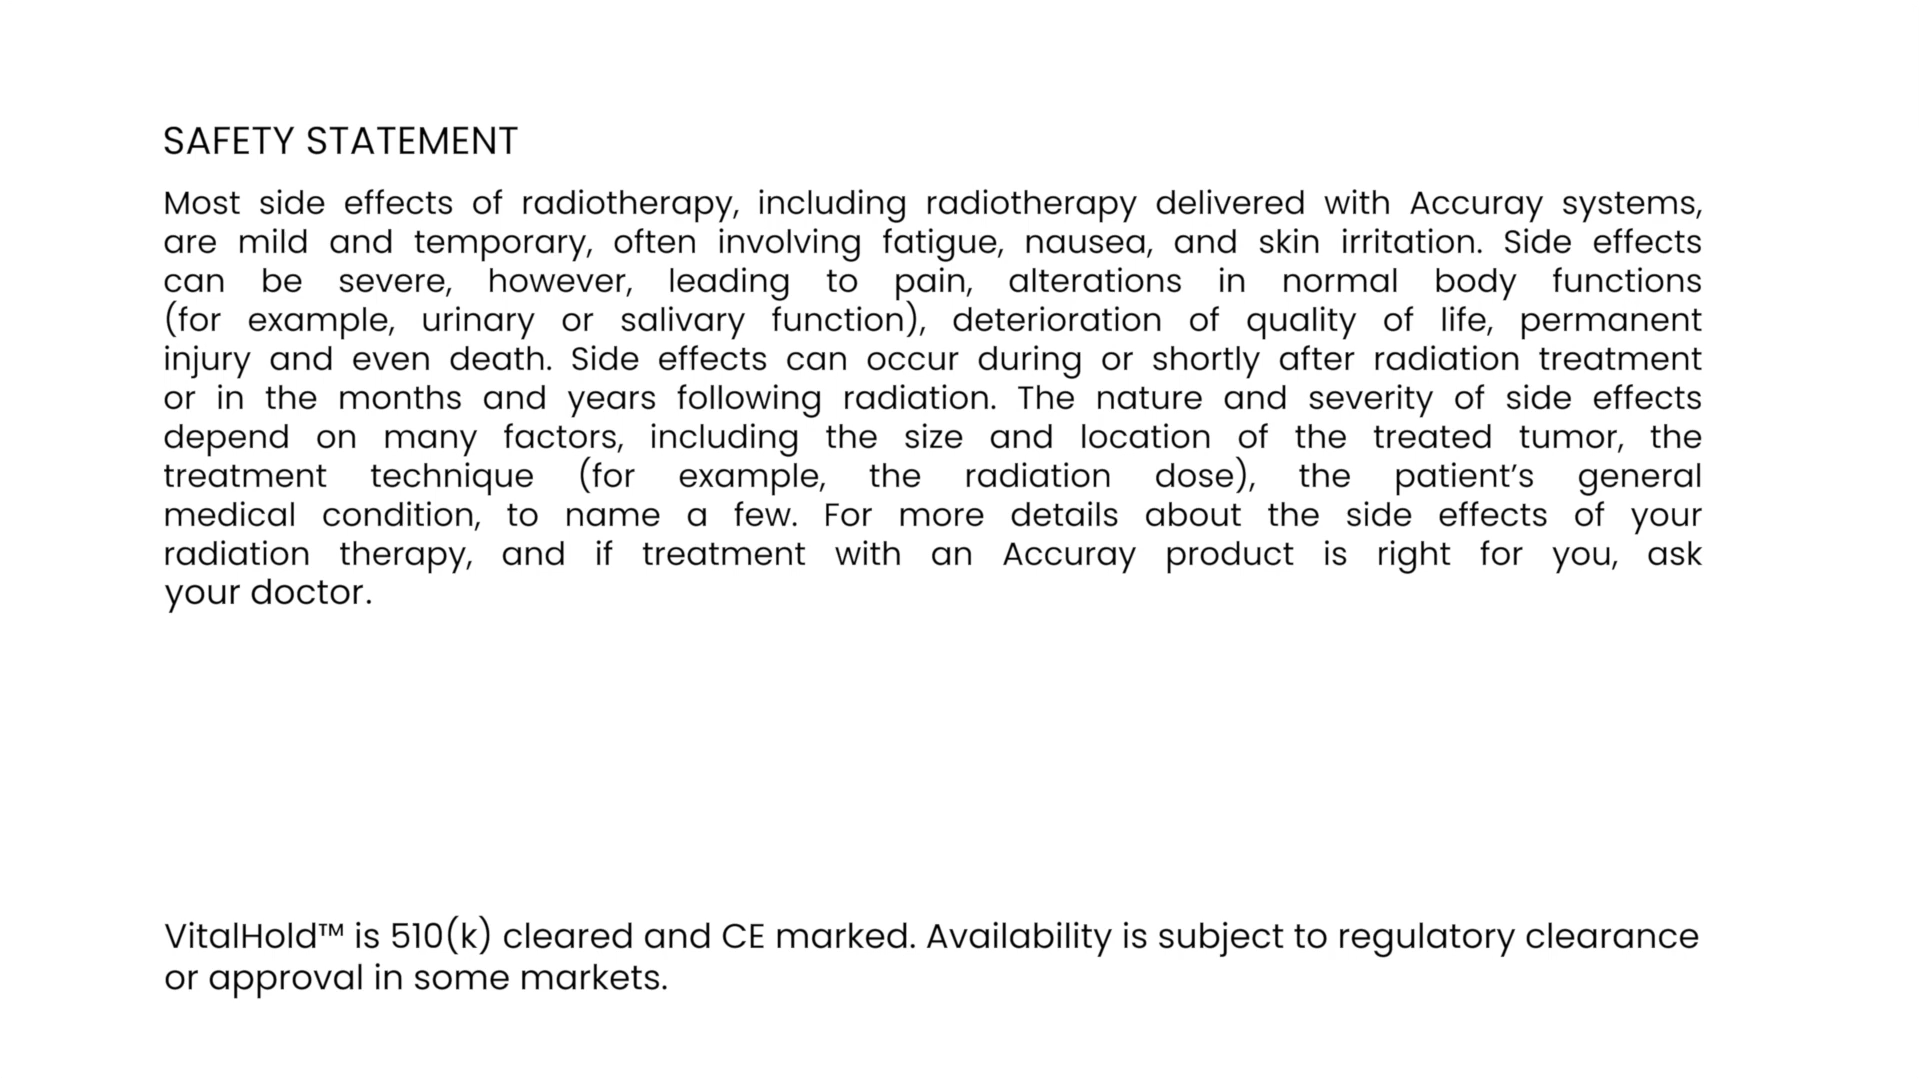 SAFETY STATEMENT
Most side effects of radiotherapy, including radiotherapy delivered with Accuray systems,
are mild and temporary, often involving fatigue, nausea, and skin irritation. Side effects
can be severe, however, leading to pain, alterations in normal body functions
(for example, urinary or salivary function), deterioration of quality of life, permanent
injury and even death. Side effects can occur during or shortly after radiation treatment
or in the months and years following radiation. The nature and severity of side effects
depend on many factors, including the size and location of the treated tumor, the
treatment technique (for example, the radiation dose), the patient’s general
medical condition, to name a few. For more details about the side effects of your
radiation therapy, and if treatment with an Accuray product is right for you, ask
your doctor.
VitalHold™ is 510(k) cleared and CE marked. Availability is subject to regulatory clearance
or approval in some markets.